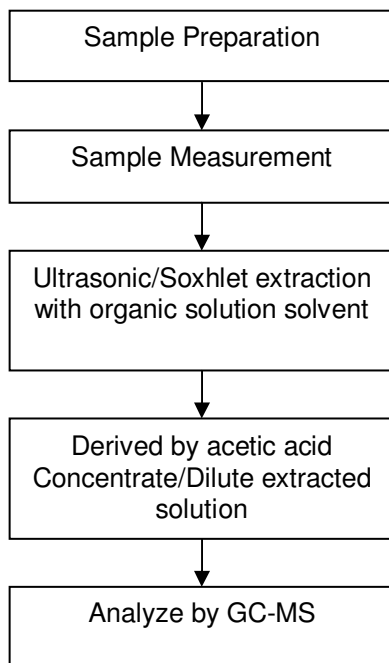 Sample Preparation
Sample Measurement
Ultrasonic/Soxhlet extraction
with organic solution solvent
Derived by acetic acid
Concentrate/Dilute extracted
solution
Analyze by GC-MS